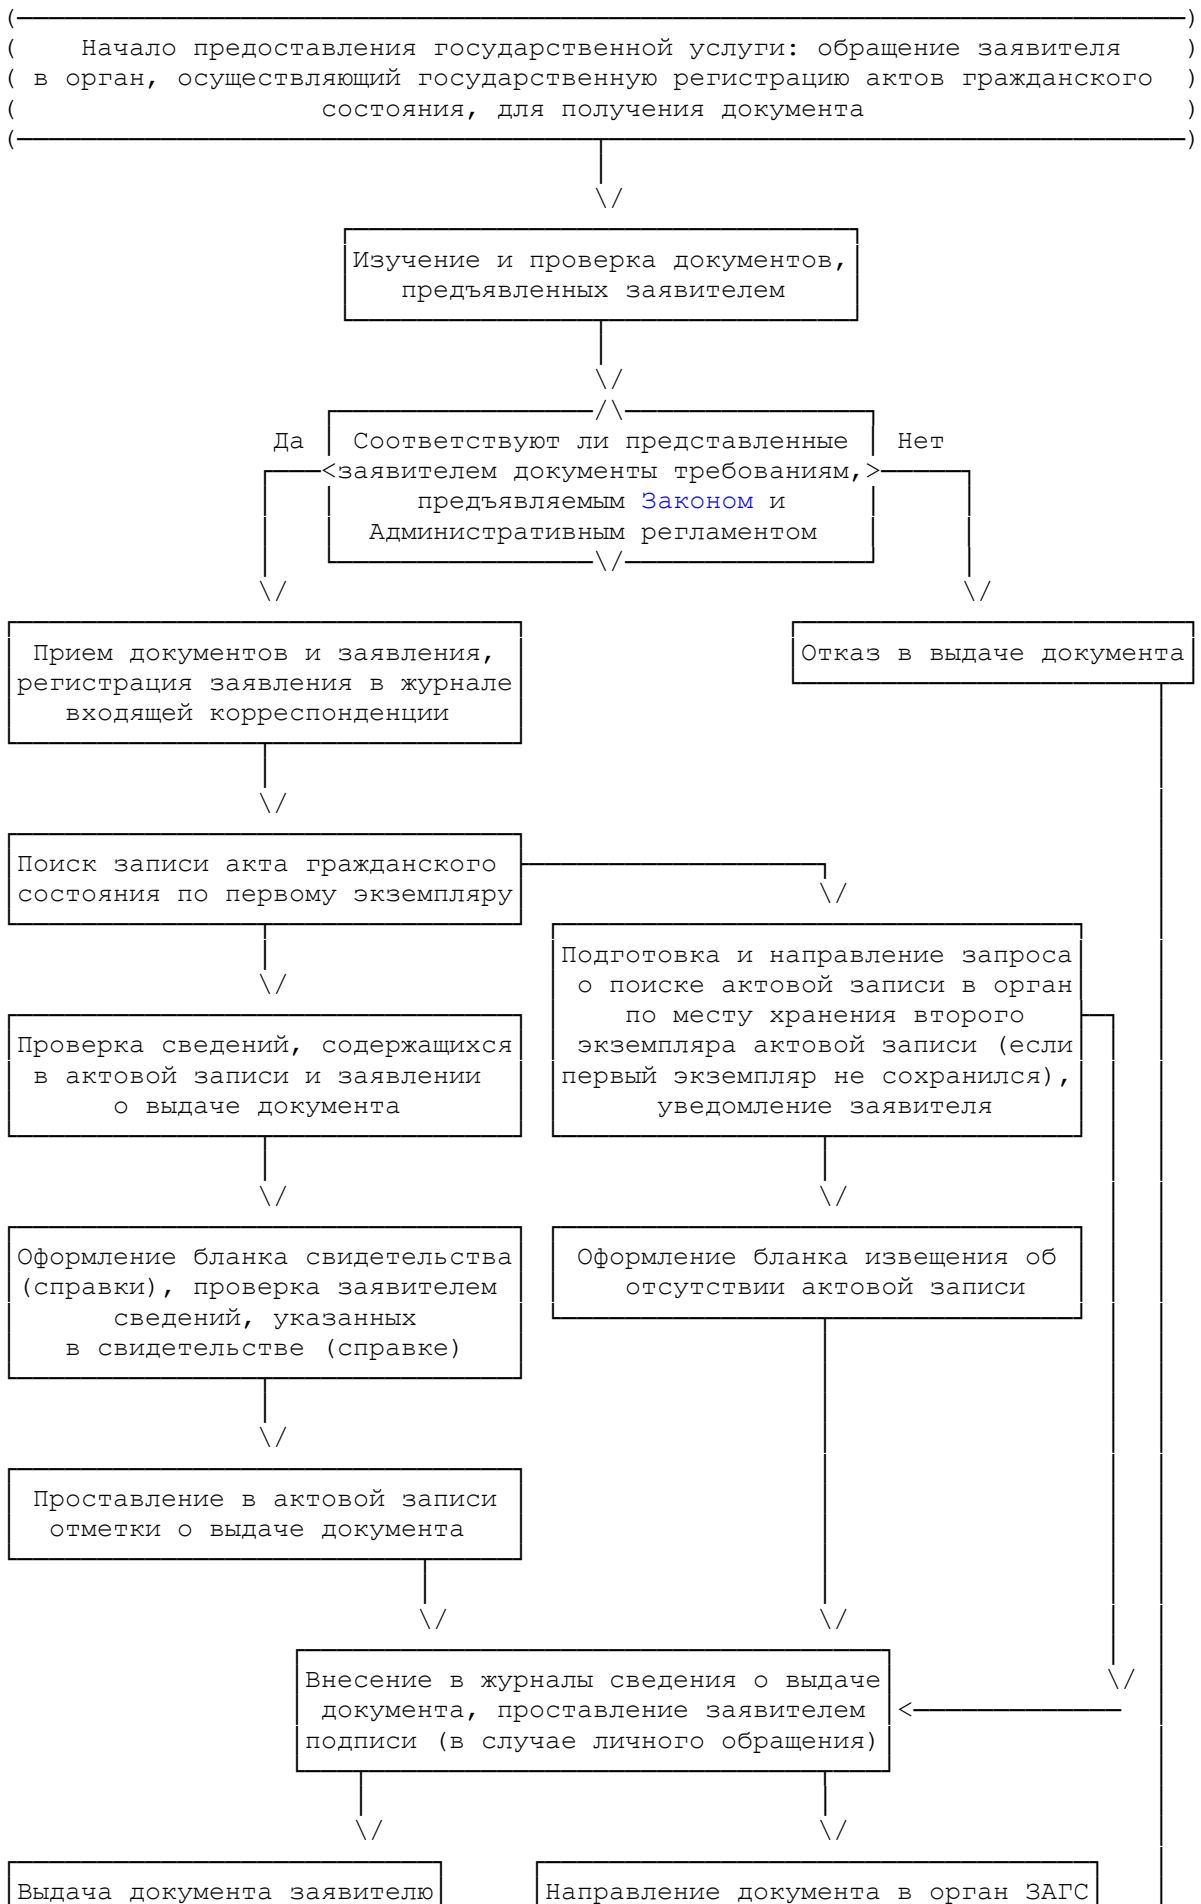 Начало предоставления государственной услуги: обращение заявителя
в орган, осуществляющий государственную регистрацию актов гражданского
состояния, для получения документа
Изучение и проверка документов,
предъявленных заявителем
Да
Соответствуют ли представленные
Нет
заявителем документы требованиям,
предъявляемым Законом и
Административным регламентом
Прием документов и заявления,
регистрация заявления в журнале
входящей корреспонденции
Отказ в выдаче документа
Поиск записи акта гражданского
состояния по первому экземпляру
Подготовка и направление запроса
о поиске актовой записи в орган
по месту хранения второго
экземпляра актовой записи (если
первый экземпляр не сохранился),
уведомление заявителя
Проверка сведений, содержащихся
в актовой записи и заявлении
о выдаче документа
Оформление бланка свидетельства
(справки), проверка заявителем
сведений, указанных
в свидетельстве (справке)
Оформление бланка извещения об
отсутствии актовой записи
Проставление в актовой записи
отметки о выдаче документа
Внесение в журналы сведения о выдаче
документа, проставление заявителем
подписи (в случае личного обращения)
Выдача документа заявителю
Направление документа в орган ЗАГС